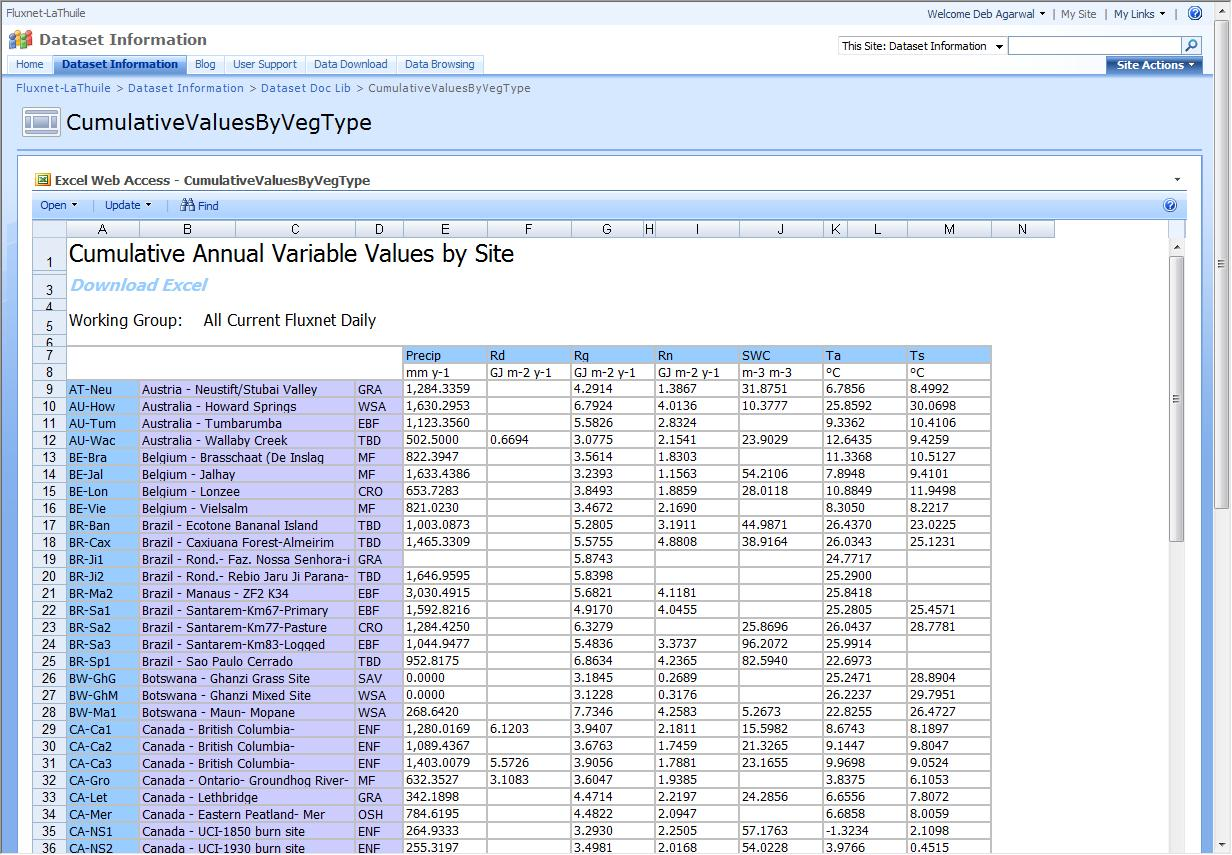 Fluxnet-LaThuile Welcome Deb Agarwal | My Site | My Links |
Dataset Information This Site: Dataset Information
Home Dataset Information Blog User Support Data Download Data Browsing Site Actions
Fluxnet-LaThuile > Dataset Information > Dataset Doc Lib > CumulativeValuesByVegType
CumulativeValuesByVegType
Excel Web Access - CumulativeValuesByVegType
Open | Update | Find
A B C D E F G H I J K L M N
1 Cumulative Annual Variable Values by Site
3 Download Excel
4
5 Working Group: All Current Fluxnet Daily
6
7 Precip Rd Rg Rn SWC Ta Ts
8 mm y-1 GJ m-2 y-1 GJ m-2 y-1 GJ m-2 y-1 m-3 m-3 ºC ºC
9 AT-Neu Austria - Neustift/Stubai Valley GRA 1,284.3359 4.2914 1.3867 31.8751 6.7856 8.4992
10 AU-How Australia - Howard Springs WSA 1,630.2953 6.7924 4.0136 10.3777 25.8592 30.0698
11 AU-Tum Australia - Tumbarumba EBF 1,123.3560 5.5826 2.8324 9.3362 10.4106
12 AU-Wac Australia - Wallaby Creek TBD 502.5000 0.6694 3.0775 2.1541 23.9029 12.6435 9.4259
13 BE-Bra Belgium - Brasschaat (De Inslag MF 822.3947 3.5614 1.8303 11.3368 10.5127
14 BE-Jal Belgium - Jalhay MF 1,633.4386 3.2393 1.1563 54.2106 7.8948 9.4101
15 BE-Lon Belgium - Lonzee CRO 653.7283 3.8493 1.8859 28.0118 10.8849 11.9498
16 BE-Vie Belgium - Vielsalm MF 821.0230 3.4672 2.1690 8.3050 8.2217
17 BR-Ban Brazil - Ecotone Bananal Island TBD 1,003.0873 5.2805 3.1911 44.9871 26.4370 23.0225
18 BR-Cax Brazil - Caxiuana Forest-Almeirim TBD 1,465.3309 5.5755 4.8808 38.9164 26.0343 25.1231
19 BR-Ji1 Brazil - Rond.- Faz. Nossa Senhora-i GRA 5.8743 24.7717
20 BR-Ji2 Brazil - Rond.- Rebio Jaru Ji Parana- TBD 1,646.9595 5.8398 25.2900
21 BR-Ma2 Brazil - Manaus - ZF2 K34 EBF 3,030.4915 5.6821 4.1181 25.8418
22 BR-Sa1 Brazil - Santarem-Km67-Primary EBF 1,592.8216 4.9170 4.0455 25.2805 25.4571
23 BR-Sa2 Brazil - Santarem-Km77-Pasture CRO 1,284.4250 6.3279 25.8696 26.0437 28.7781
24 BR-Sa3 Brazil - Santarem-Km83-Logged EBF 1,044.9477 5.4836 3.3737 96.2072 25.9914
25 BR-Sp1 Brazil - Sao Paulo Cerrado TBD 952.8175 6.8634 4.2365 82.5940 22.6973
26 BW-GhG Botswana - Ghanzi Grass Site SAV 0.0000 3.1845 0.2689 25.2471 28.8904
27 BW-GhM Botswana - Ghanzi Mixed Site WSA 0.0000 3.1228 0.3176 26.2237 29.7951
28 BW-Ma1 Botswana - Maun- Mopane WSA 268.6420 7.7346 4.2583 5.2673 22.8255 26.4727
29 CA-Ca1 Canada - British Columbia- ENF 1,280.0169 6.1203 3.9407 2.1811 15.5982 8.6743 8.1897
30 CA-Ca2 Canada - British Columbia- ENF 1,089.4367 3.6763 1.7459 21.3265 9.1447 9.8047
31 CA-Ca3 Canada - British Columbia- ENF 1,403.0079 5.5726 3.9056 1.7881 23.1655 9.9698 9.0524
32 CA-Gro Canada - Ontario- Groundhog River- MF 632.3527 3.1083 3.6047 1.9385 3.8375 6.1053
33 CA-Let Canada - Lethbridge GRA 342.1898 4.4714 2.2197 24.2856 6.6556 7.8072
34 CA-Mer Canada - Eastern Peatland- Mer OSH 784.6195 4.4822 2.0947 6.6858 8.0059
35 CA-NS1 Canada - UCI-1850 burn site ENF 264.9333 3.2930 2.2505 57.1763 -1.3234 2.1098
36 CA-NS2 Canada - UCI-1930 burn site ENF 255.3197 3.4981 2.0168 54.0228 3.9766 0.4515